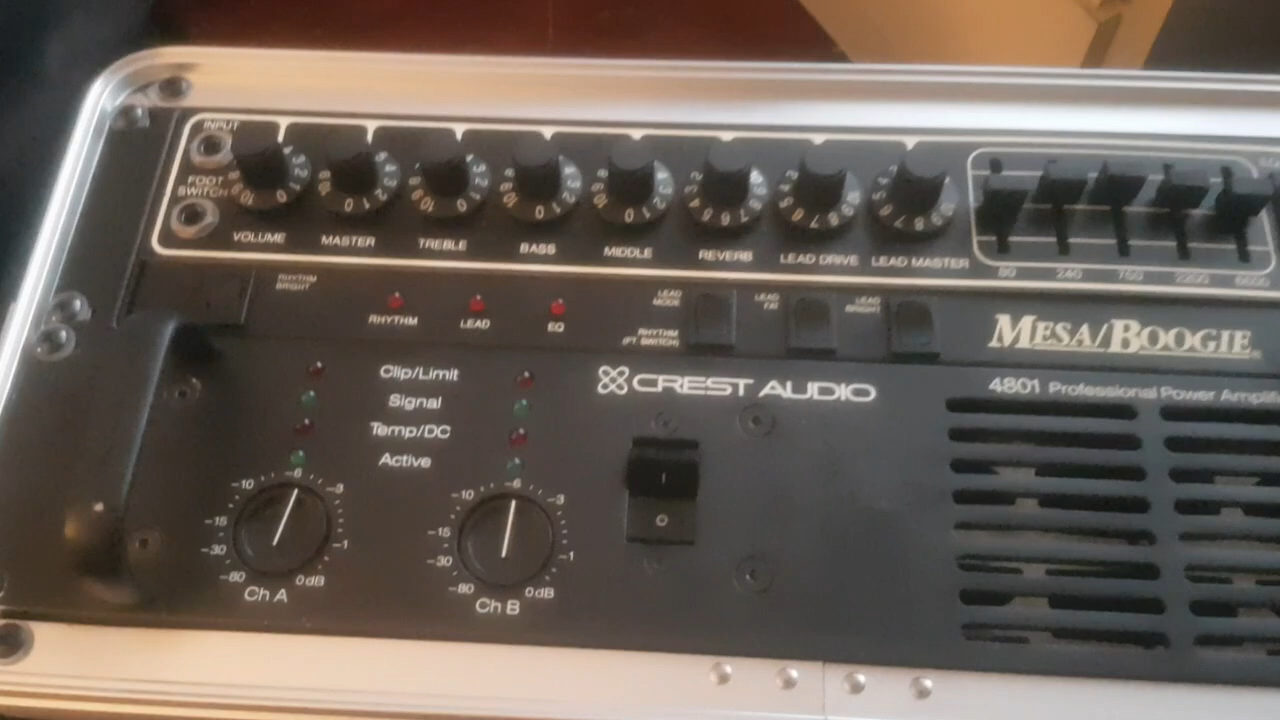 INPUT
FOOT
SWITCH
VOLUME MASTER TREBLE BASS MIDDLE REVERB LEAD DRIVE LEAD MASTER
80 240 750 2200 6600
RHYTHM
BRIGHT
RHYTHM LEAD EQ
LEAD
MODE
RHYTHM
(FT. SWITCH)
LEAD
FAT
LEAD
BRIGHT
MESA/BOOGIE
Clip/Limit
Signal
Temp/DC
Active
CREST AUDIO
4801 Professional Power
-80 -30 -15 -10 -6 -3 -1 0dB
Ch A
-80 -30 -15 -10 -6 -3 -1 0dB
Ch B
I
O